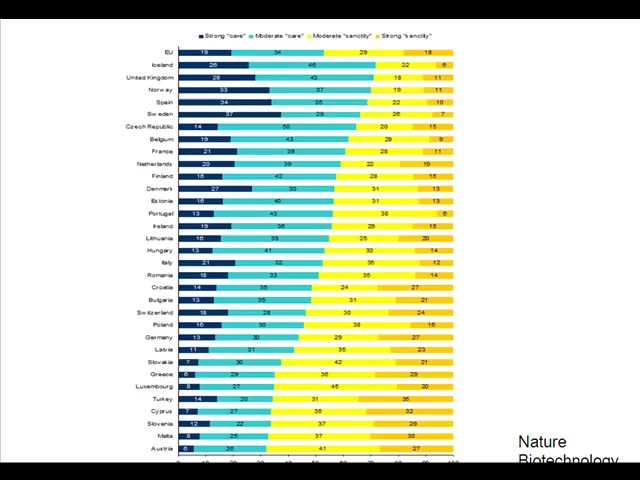 Strong "care" Moderate "care" Moderate "sanctity" Strong "sanctity"
EU 19 34 29 18
Iceland 26 46 22 6
United Kingdom 28 43 18 11
Norway 33 37 19 11
Spain 34 35 22 10
Sweden 37 29 26 7
Czech Republic 14 50 20 15
Belgium 19 43 29 9
France 21 39 28 11
Netherlands 20 39 22 19
Finland 16 42 28 15
Denmark 27 30 31 13
Estonia 16 40 31 13
Portugal 13 43 38 6
Ireland 19 36 29 15
Lithuania 16 39 25 20
Hungary 13 41 33 14
Italy 21 32 36 12
Romania 18 33 35 14
Croatia 14 35 24 27
Bulgaria 13 35 31 21
Switzerland 18 28 30 24
Poland 16 30 38 16
Germany 13 30 29 27
Latvia 11 31 35 23
Slovakia 7 30 42 21
Greece 6 29 36 29
Luxembourg 8 27 46 20
Turkey 14 20 31 35
Cyprus 7 27 35 32
Slovenia 12 22 37 29
Malta 8 25 37 30
Austria 6 26 41 27
Nature
Biotechnology